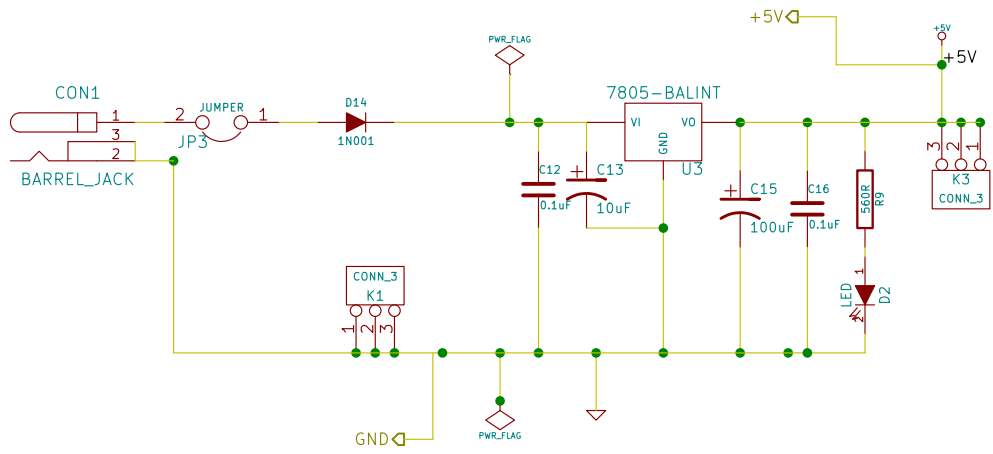 +5V
+5V
+5V
PWR_FLAG
CON1
7805-BALINT
1
2
JUMPER
1
D14
VI
VO
3
JP3
1N001
GND
3
2
1
2
U3
BARREL_JACK
C12
C13
C15
C16
K3
0.1uF
10uF
100uF
0.1uF
560R
R9
CONN_3
CONN_3
K1
1
2
3
1
LED
D2
2
GND
PWR_FLAG